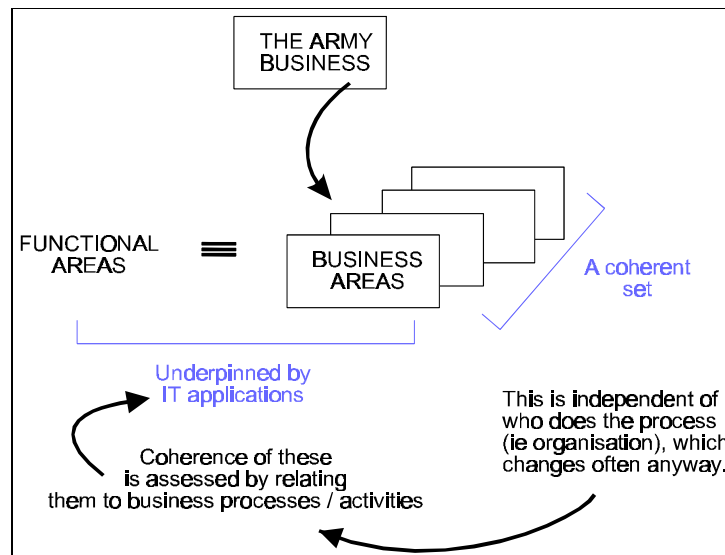 THE ARMY
BUSINESS
FUNCTIONAL
AREAS
BUSINESS
AREAS
A coherent
set
Underpinned by
IT applications
This is independent of
who does the process
(ie organisation), which
changes often anyway.
Coherence of these
is assessed by relating
them to business processes / activities